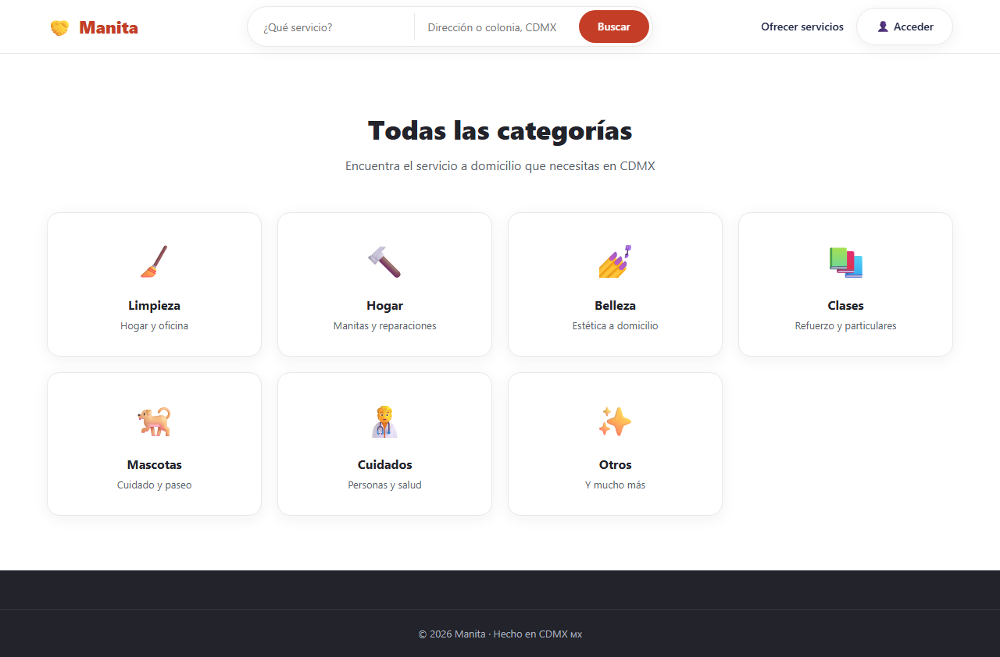 Manita
¿Qué servicio?
Dirección o colonia, CDMX
Buscar
Ofrecer servicios
Acceder
Todas las categorías
Encuentra el servicio a domicilio que necesitas en CDMX
Limpieza
Hogar y oficina
Hogar
Manitas y reparaciones
Belleza
Estética a domicilio
Clases
Refuerzo y particulares
Mascotas
Cuidado y paseo
Cuidados
Personas y salud
Otros
Y mucho más
© 2026 Manita · Hecho en CDMX MX